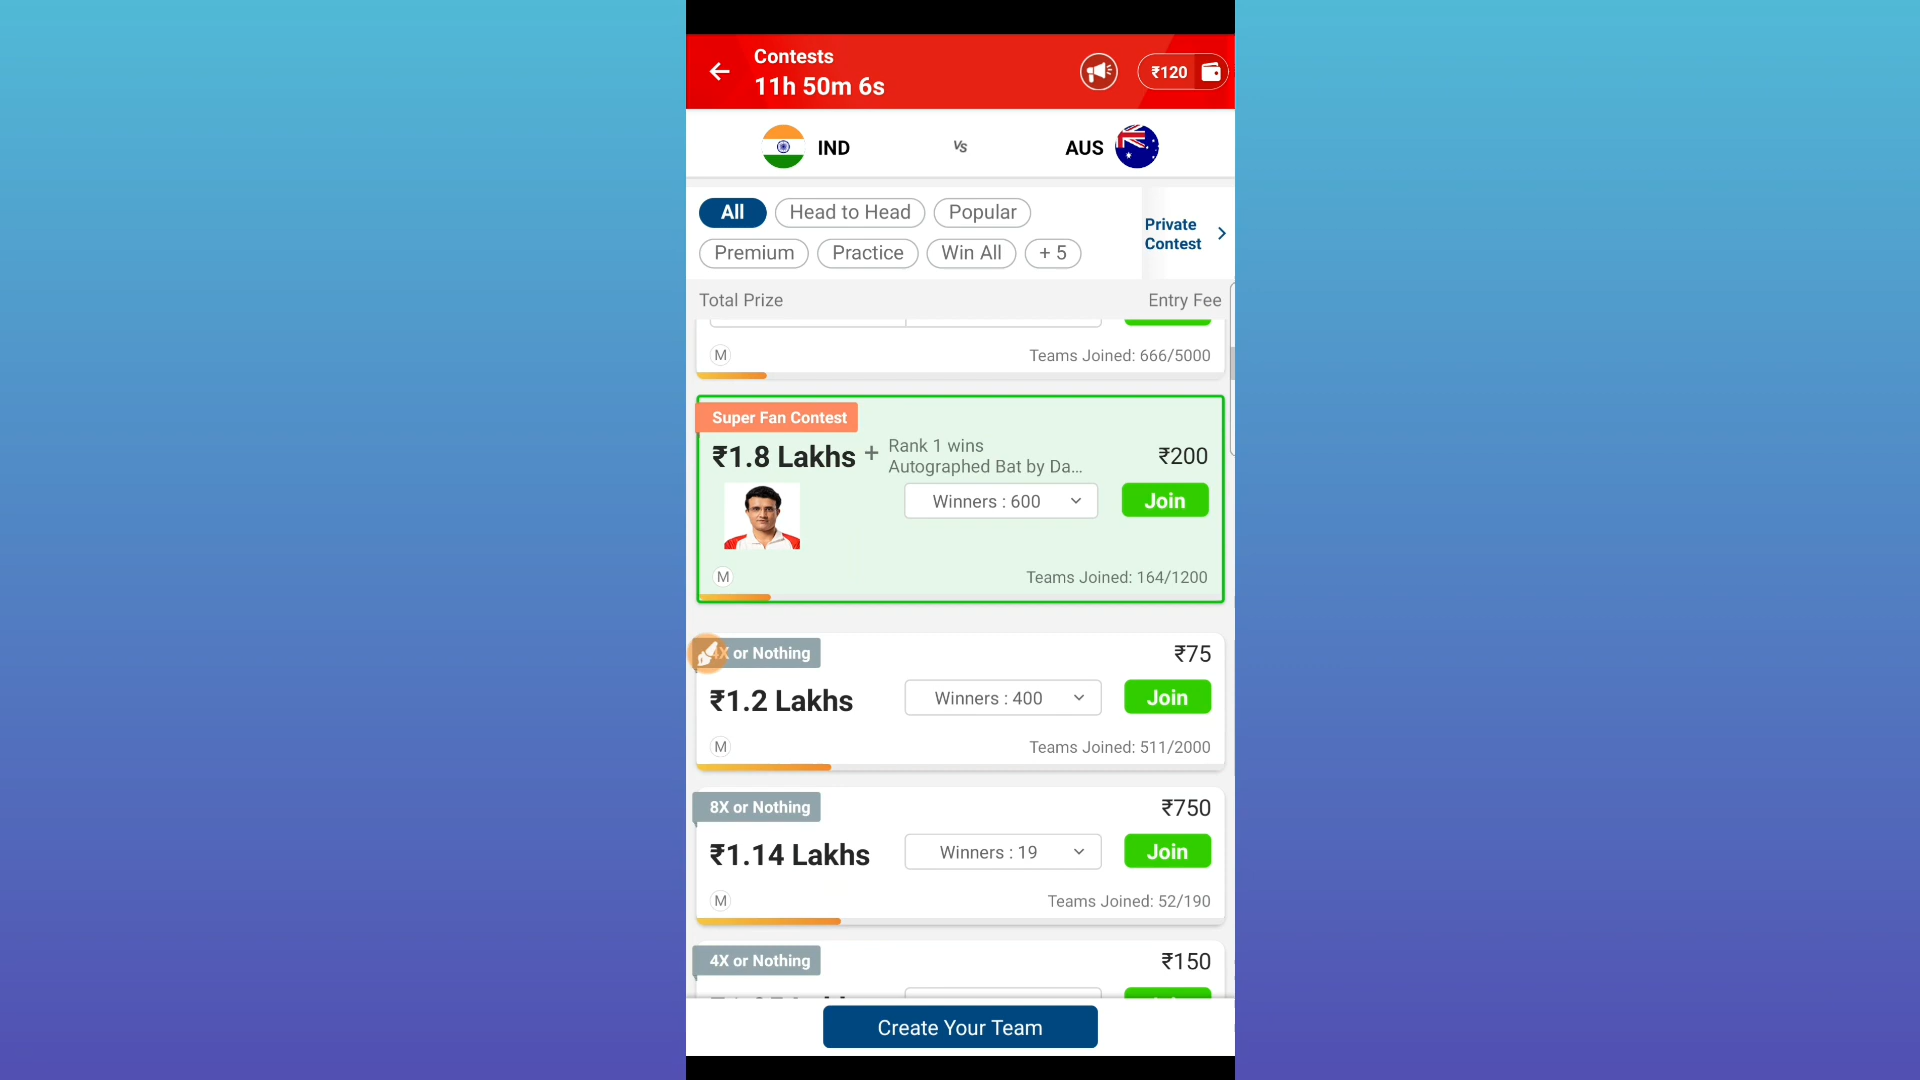 Contests
11h 50m 6s
₹120
IND
Vs
AUS
All
Head to Head
Popular
Premium
Practice
Win All
+ 5
Private
Contest
Total Prize
Entry Fee
M
Teams Joined: 666/5000
Super Fan Contest
₹1.8 Lakhs
+
Rank 1 wins
Autographed Bat by Da...
₹200
Winners : 600
Join
M
Teams Joined: 164/1200
X or Nothing
₹75
₹1.2 Lakhs
Winners : 400
Join
M
Teams Joined: 511/2000
8X or Nothing
₹750
₹1.14 Lakhs
Winners : 19
Join
M
Teams Joined: 52/190
4X or Nothing
₹150
Create Your Team